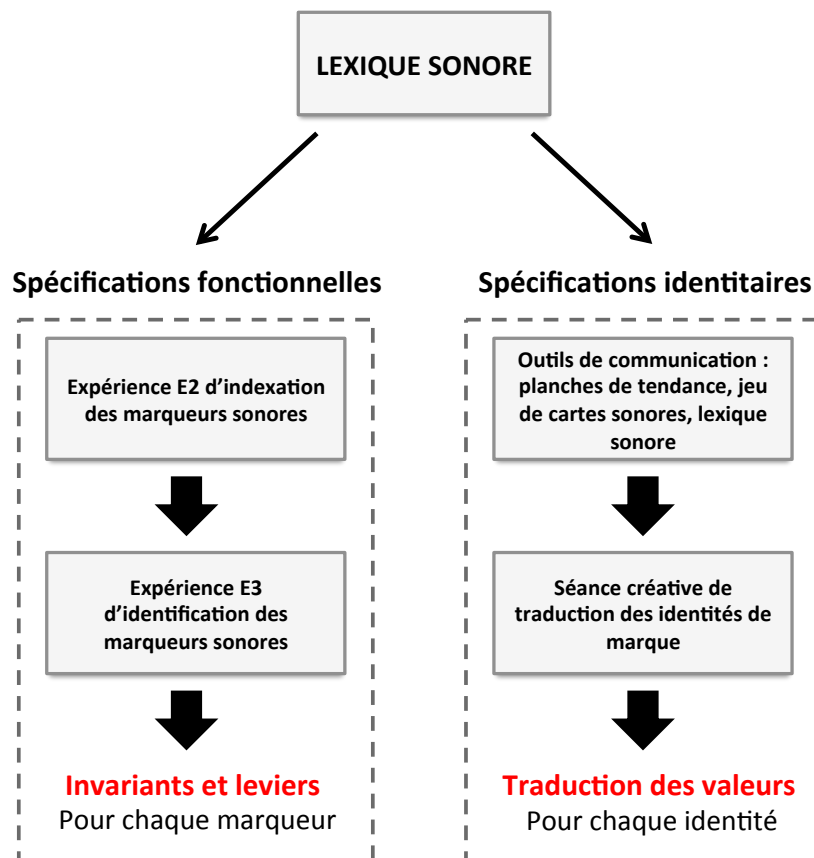 LEXIQUE SONORE
Spécifications fonctionnelles
Expérience E2 d’indexation
des marqueurs sonores
Expérience E3
d’identification des
marqueurs sonores
Invariants et leviers
Pour chaque marqueur
Spécifications identitaires
Outils de communication :
planches de tendance, jeu
de cartes sonores, lexique
sonore
Séance créative de
traduction des identités de
marque
Traduction des valeurs
Pour chaque identité